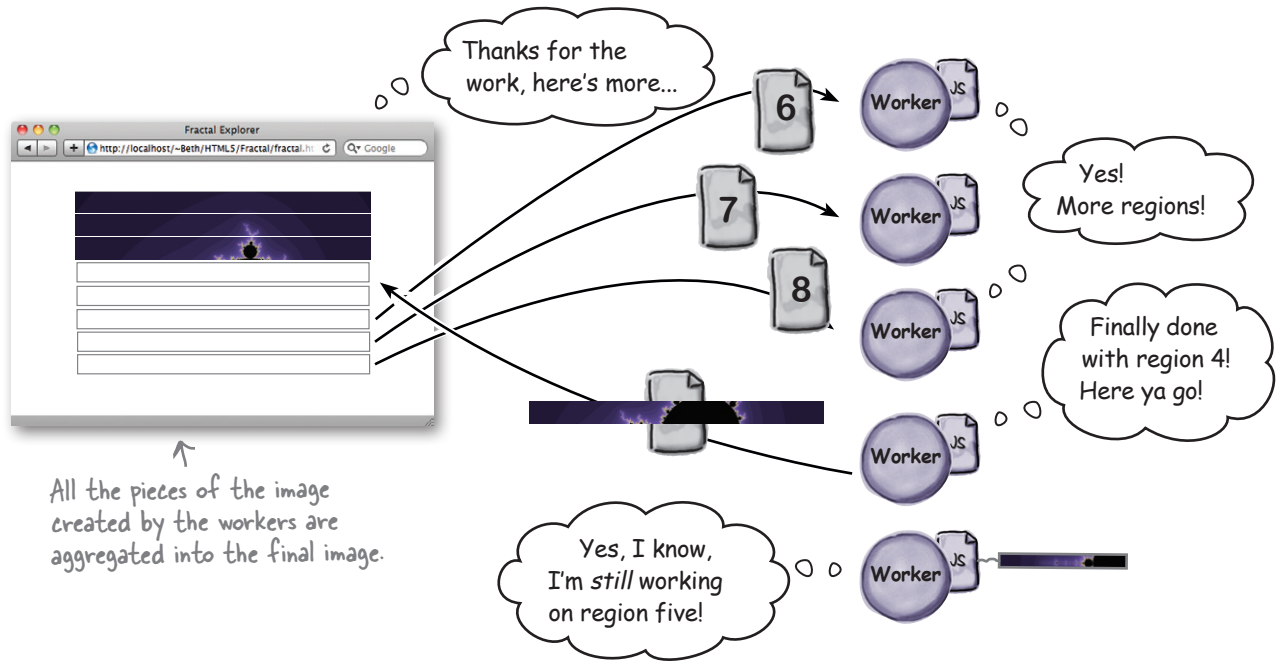 Thanks for the
work, here's more...
6
Worker
JS
Fractal Explorer
http://localhost/~Beth/HTML5/Fractal/fractal.ht
Google
Yes!
More regions!
7
Worker
JS
8
Worker
JS
Finally done
with region 4!
Here ya go!
Worker
JS
All the pieces of the image
created by the workers are
aggregated into the final image.
Yes, I know,
I'm still working
on region five!
Worker
JS